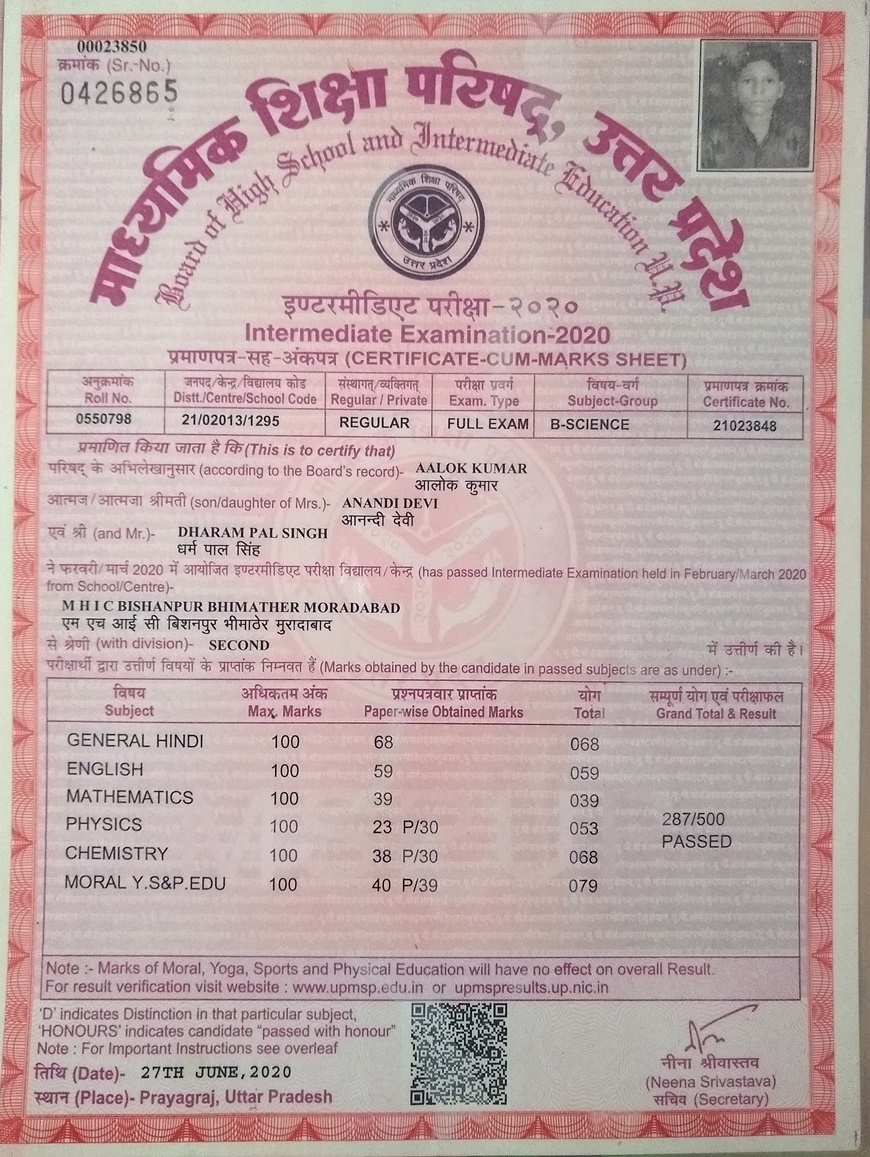 00023850
क्रमांक (Sr.-No.)
0426865
माध्यमिक शिक्षा परिषद्, उत्तर प्रदेश
Board of High School and Intermediate Education U.P.
माध्यमिक शिक्षा परिषद्
उत्तर प्रदेश
इण्टरमीडिएट परीक्षा-२०२०
Intermediate Examination-2020
प्रमाणपत्र-सह-अंकपत्र (CERTIFICATE-CUM-MARKS SHEET)
अनुक्रमांक जनपद/केन्द्र/विद्यालय कोड संस्थागत/व्यक्तिगत परीक्षा प्रवर्ग विषय-वर्ग प्रमाणपत्र क्रमांक
Roll No. Distt./Centre/School Code Regular / Private Exam. Type Subject-Group Certificate No.
0550798 21/02013/1295 REGULAR FULL EXAM B-SCIENCE 21023848
प्रमाणित किया जाता है कि (This is to certify that)
परिषद् के अभिलेखानुसार (according to the Board's record)- AALOK KUMAR
आलोक कुमार
आत्मज/आत्मजा श्रीमती (son/daughter of Mrs.)- ANANDI DEVI
आनन्दी देवी
एवं श्री (and Mr.)- DHARAM PAL SINGH
धर्म पाल सिंह
ने फरवरी/मार्च 2020 में आयोजित इण्टरमीडिएट परीक्षा विद्यालय/केन्द्र (has passed Intermediate Examination held in February/March 2020
from School/Centre)-
M H I C BISHANPUR BHIMATHER MORADABAD
एम एच आई सी बिशनपुर भीमाठेर मुरादाबाद
से श्रेणी (with division)- SECOND में उत्तीर्ण की है।
परीक्षार्थी द्वारा उत्तीर्ण विषयों के प्राप्तांक निम्नवत हैं (Marks obtained by the candidate in passed subjects are as under) :-
विषय अधिकतम अंक प्रश्नपत्रवार प्राप्तांक योग सम्पूर्ण योग एवं परीक्षाफल
Subject Max. Marks Paper-wise Obtained Marks Total Grand Total & Result
GENERAL HINDI 100 68 068
ENGLISH 100 59 059
MATHEMATICS 100 39 039
PHYSICS 100 23 P/30 053 287/500
PASSED
CHEMISTRY 100 38 P/30 068
MORAL Y.S&P.EDU 100 40 P/39 079
Note :- Marks of Moral, Yoga, Sports and Physical Education will have no effect on overall Result.
For result verification visit website : www.upmsp.edu.in or upmspresults.up.nic.in
'D' indicates Distinction in that particular subject,
'HONOURS' indicates candidate "passed with honour"
Note : For Important Instructions see overleaf
तिथि (Date)- 27TH JUNE,2020
स्थान (Place)- Prayagraj, Uttar Pradesh
नीना श्रीवास्तव
(Neena Srivastava)
सचिव (Secretary)